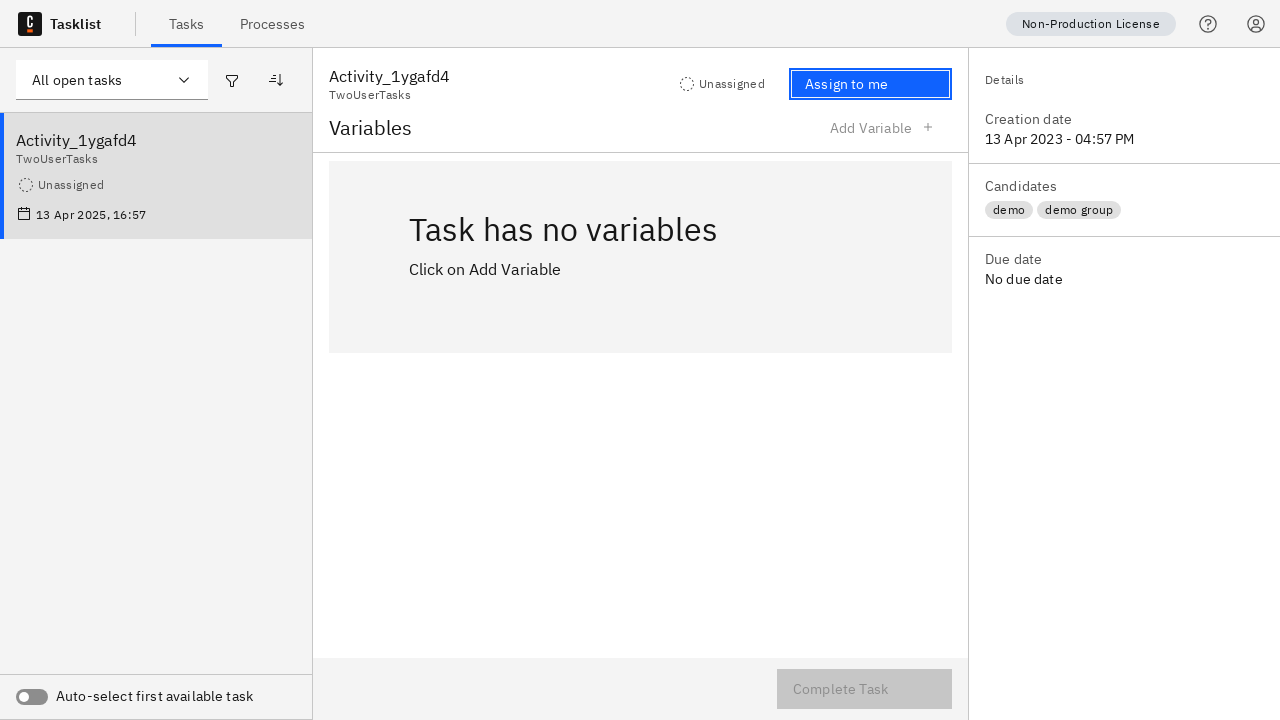 Tasklist
Tasks
Processes
Non-Production License
All open tasks
Activity_1ygafd4
TwoUserTasks
Unassigned
13 Apr 2025, 16:57
Auto-select first available task
Activity_1ygafd4
TwoUserTasks
Unassigned
Assign to me
Variables
Add Variable
Task has no variables
Click on Add Variable
Complete Task
Details
Creation date
13 Apr 2023 - 04:57 PM
Candidates
demo
demo group
Due date
No due date